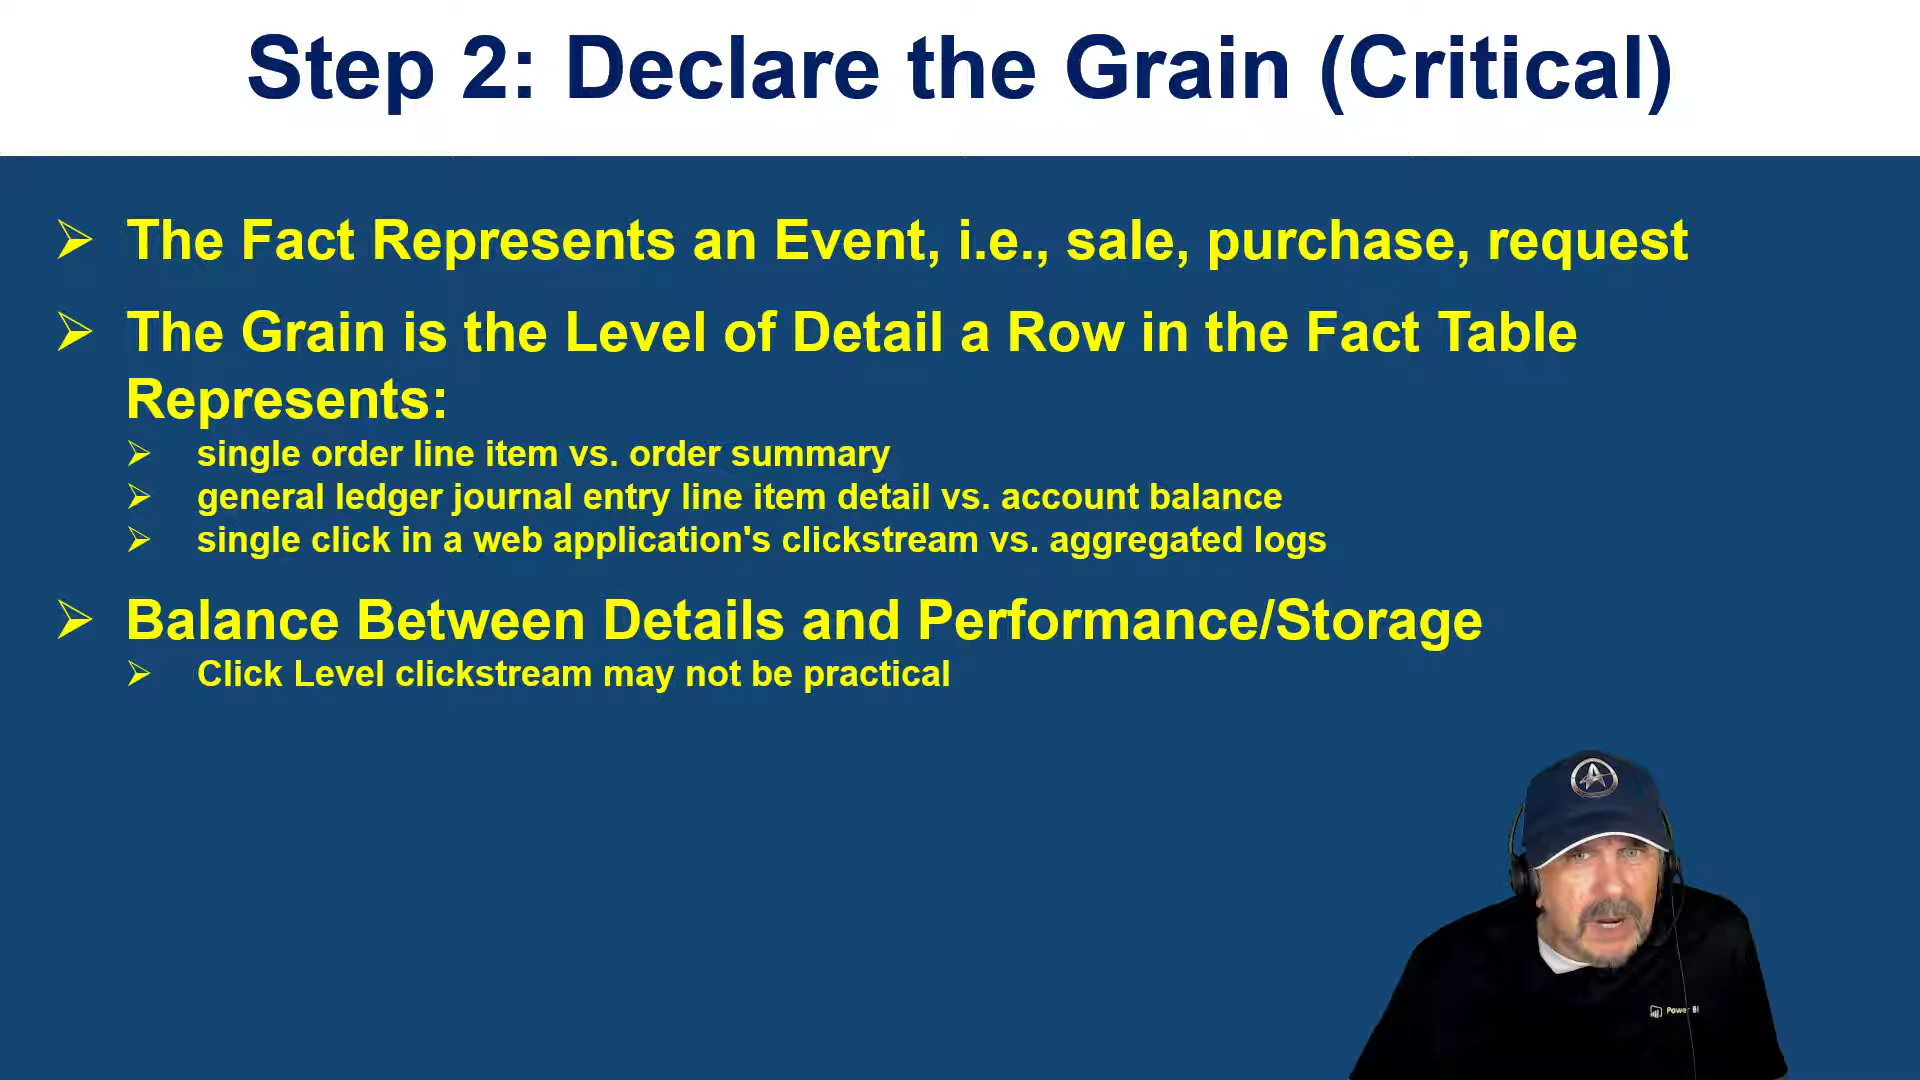 Step 2: Declare the Grain (Critical)
The Fact Represents an Event, i.e., sale, purchase, request
The Grain is the Level of Detail a Row in the Fact Table
Represents:
single order line item vs. order summary
general ledger journal entry line item detail vs. account balance
single click in a web application's clickstream vs. aggregated logs
Balance Between Details and Performance/Storage
Click Level clickstream may not be practical
Power BI